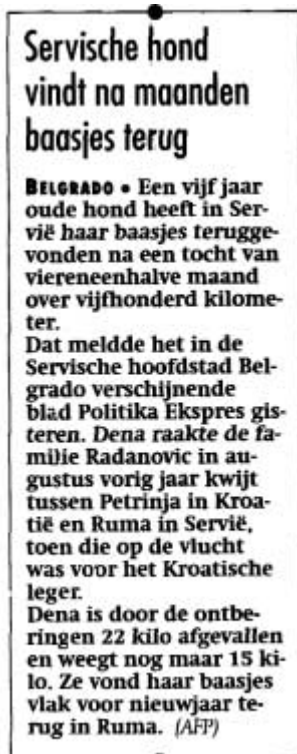 Servische hond
vindt na maanden
baasjes terug
BELGRADO • Een vijf jaar
oude hond heeft in Ser-
vië haar baasjes terugge-
vonden na een tocht van
viereneenhalve maand
over vijfhonderd kilome-
ter.
Dat meldde het in de
Servische hoofdstad Bel-
grado verschijnende
blad Politika Ekspres gis-
teren. Dena raakte de fa-
milie Radanovic in au-
gustus vorig jaar kwijt
tussen Petrinja in Kroa-
tië en Ruma in Servië,
toen die op de vlucht
was voor het Kroatische
leger.
Dena is door de ontbe-
ringen 22 kilo afgevallen
en weegt nog maar 15 ki-
lo. Ze vond haar baasjes
vlak voor nieuwjaar te-
rug in Ruma. (AFP)